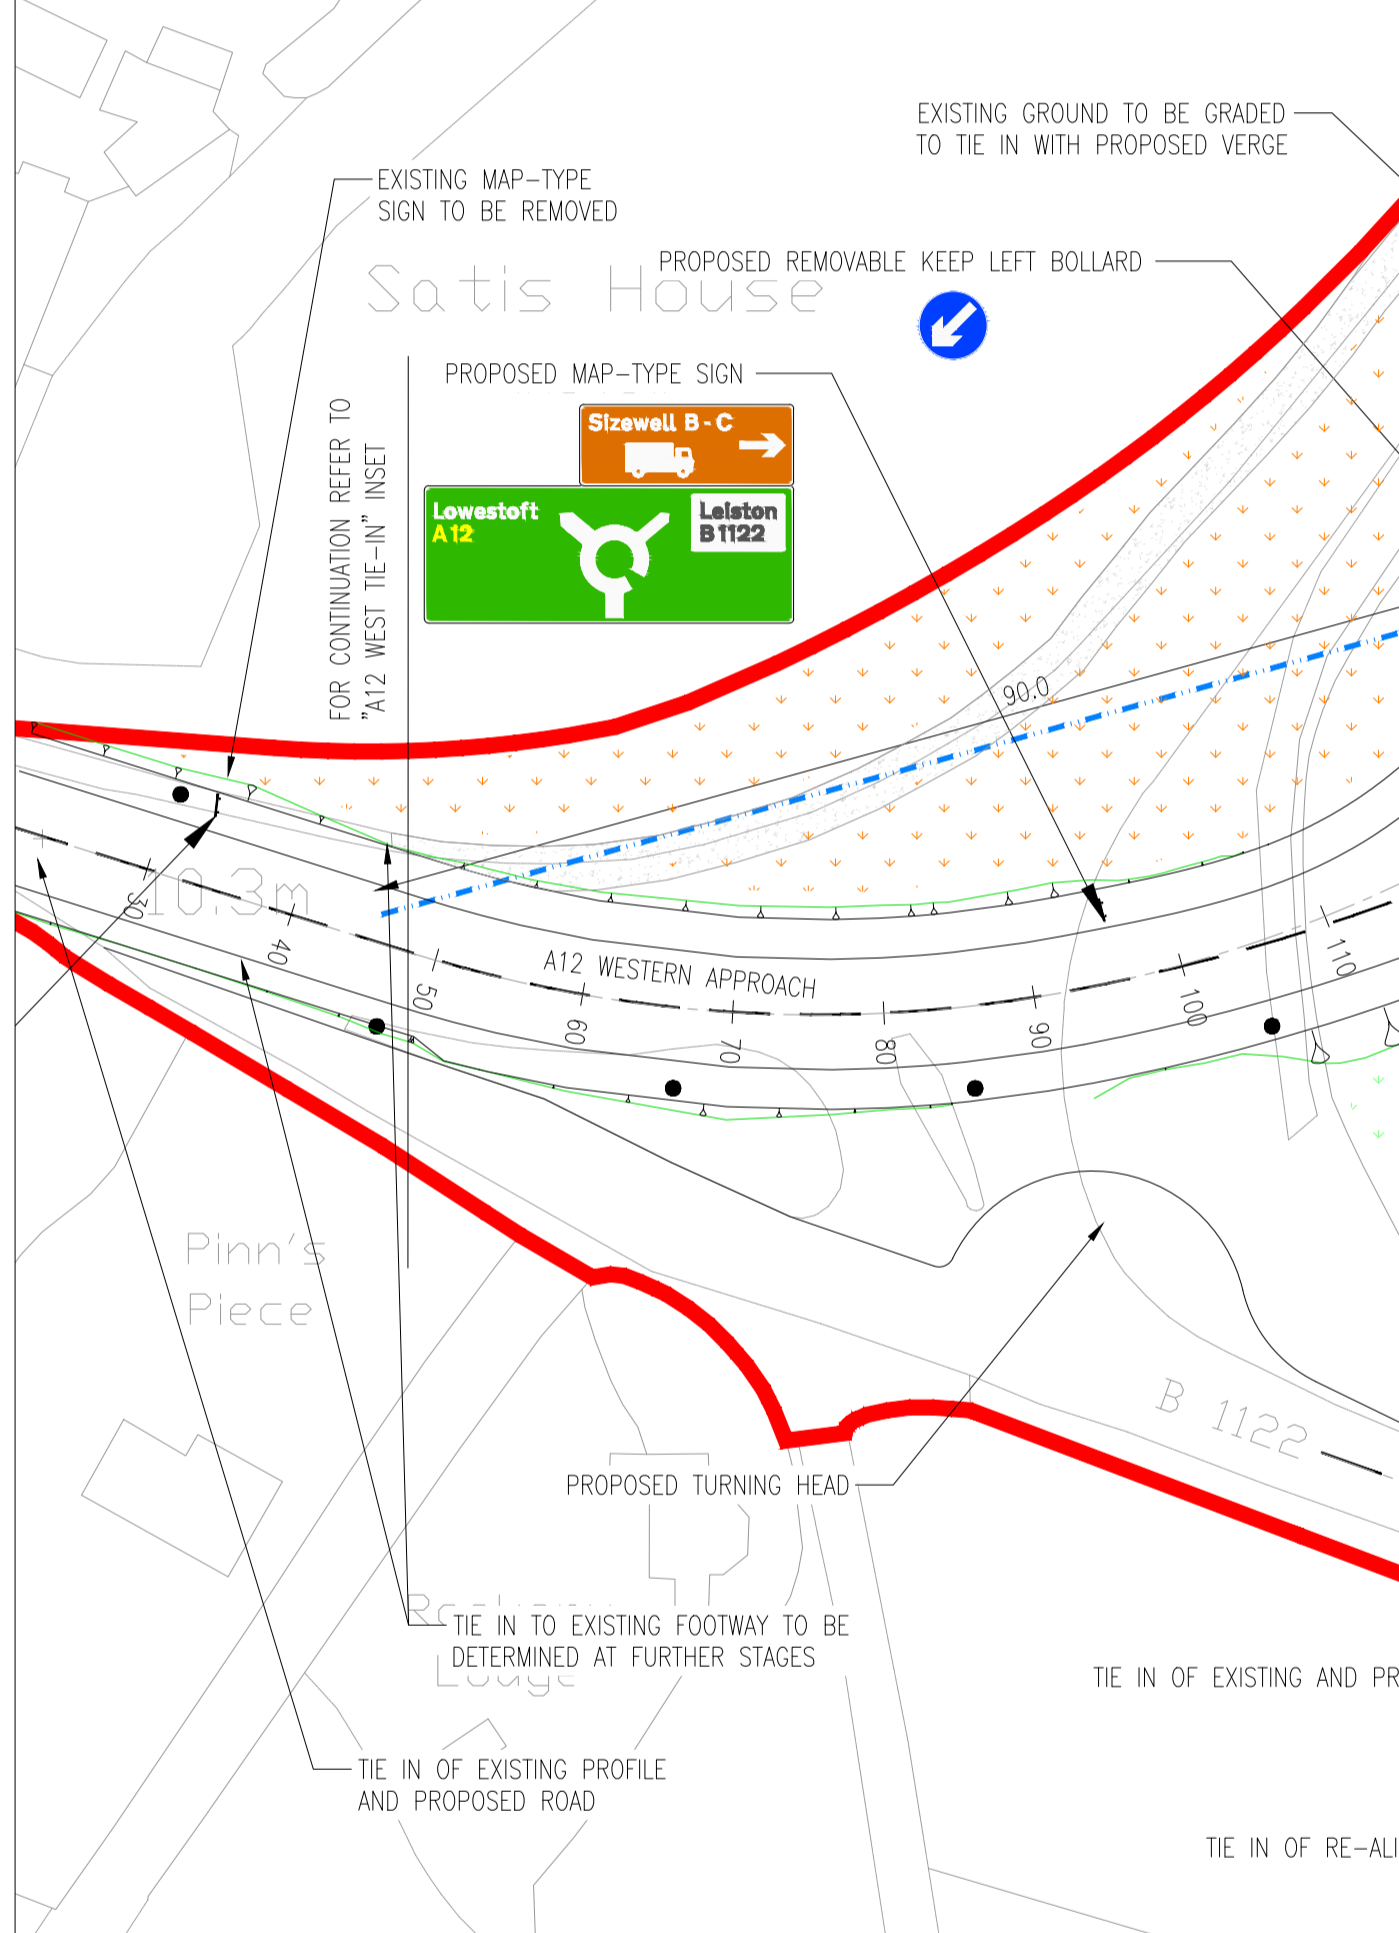 EXISTING GROUND TO BE GRADED
TO TIE IN WITH PROPOSED VERGE
EXISTING MAP-TYPE
SIGN TO BE REMOVED
PROPOSED REMOVABLE KEEP LEFT BOLLARD
Satis House
PROPOSED MAP-TYPE SIGN
FOR CONTINUATION REFER TO
"A12 WEST TIE-IN" INSET
Sizewell B - C
Lowestoft
A12
Leiston
B1122
90.0
10.3m
30
40
50
60
70
80
90
100
110
A12 WESTERN APPROACH
Pinn's
Piece
B 1122
PROPOSED TURNING HEAD
TIE IN TO EXISTING FOOTWAY TO BE
DETERMINED AT FURTHER STAGES
TIE IN OF EXISTING AND PR
TIE IN OF EXISTING PROFILE
AND PROPOSED ROAD
TIE IN OF RE-ALI